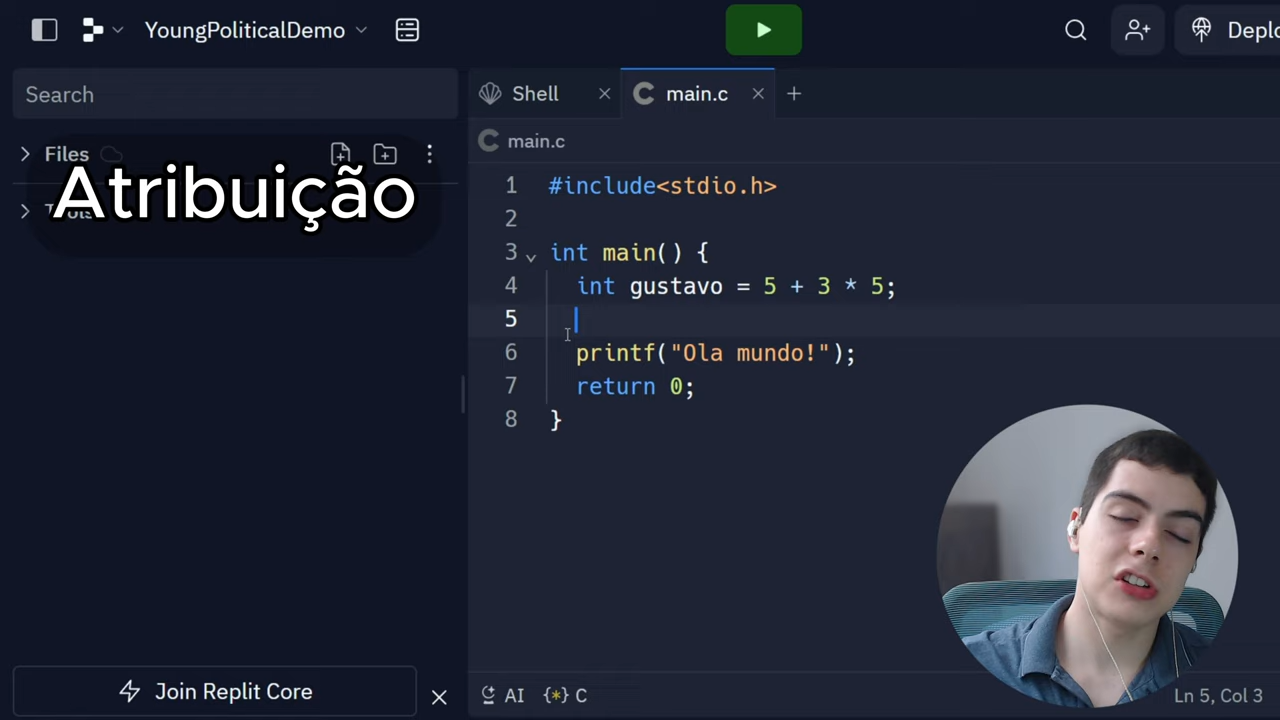 YoungPoliticalDemo
Deplo
Search
Shell
main.c
main.c
Files
Atribuição
1 #include<stdio.h>
2
3 int main() {
4 int gustavo = 5 + 3 * 5;
5
6 printf("Ola mundo!");
7 return 0;
8 }
Join Replit Core
AI
{*} C
Ln 5, Col 3